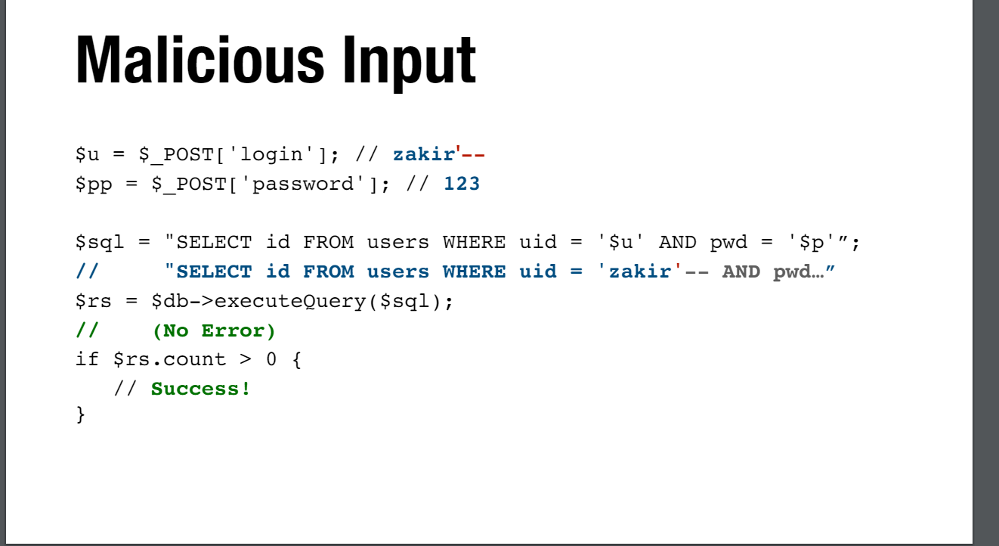 Malicious Input
$u = $_POST['login']; // zakir'--
$pp = $_POST['password']; // 123
$sql = "SELECT id FROM users WHERE uid = '$u' AND pwd = '$p'”;
// "SELECT id FROM users WHERE uid = 'zakir'-- AND pwd…”
$rs = $db->executeQuery($sql);
// (No Error)
if $rs.count > 0 {
// Success!
}